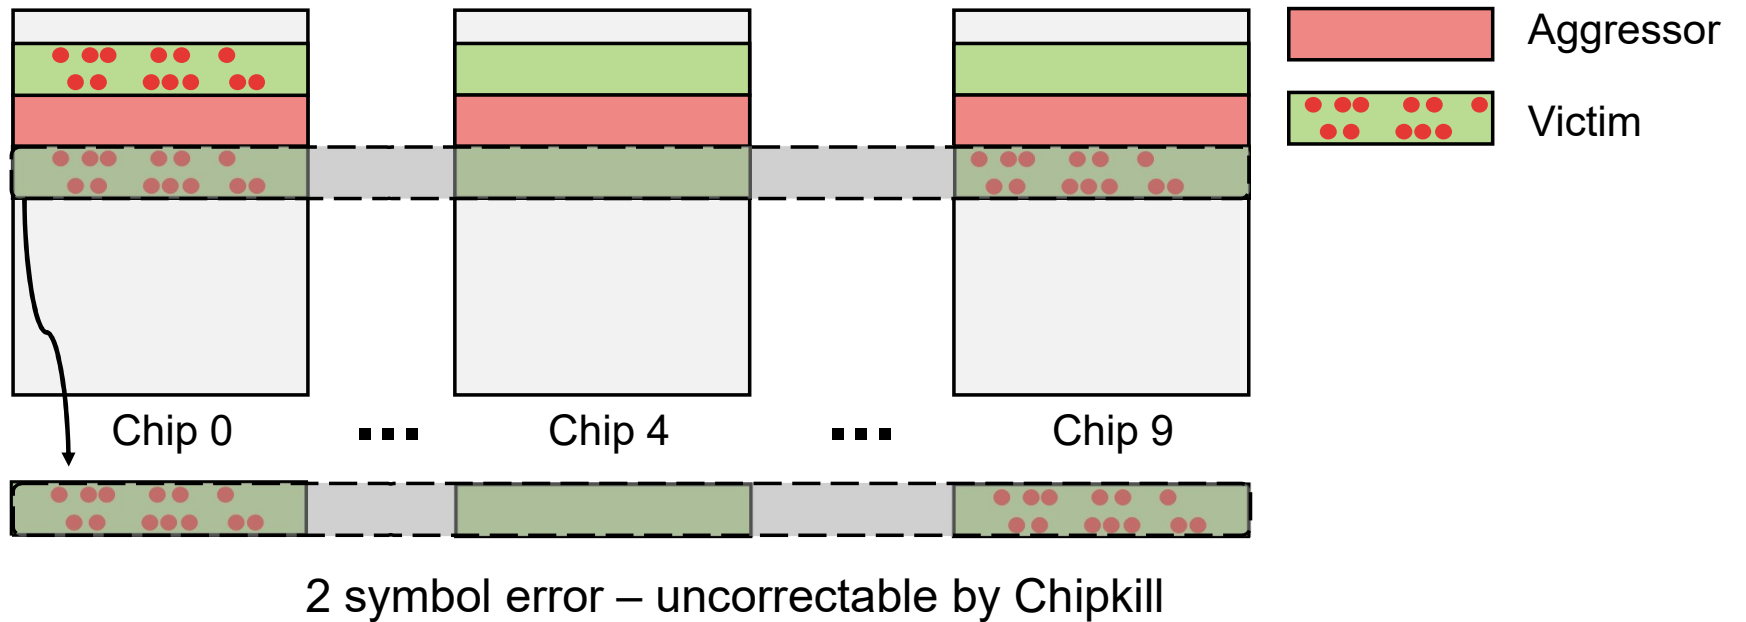 Aggressor
Victim
Chip 0 ... Chip 4 ... Chip 9
2 symbol error – uncorrectable by Chipkill